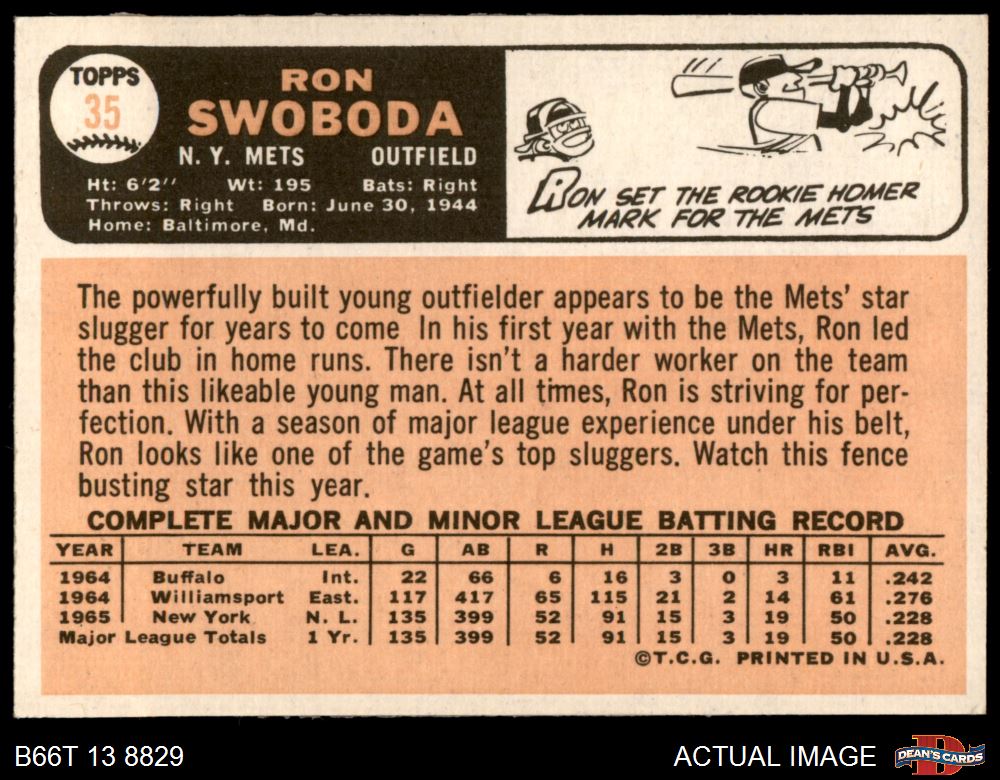 TOPPS
35
RON
SWOBODA
N. Y. METS OUTFIELD
Ht: 6'2'' Wt: 195 Bats: Right
Throws: Right Born: June 30, 1944
Home: Baltimore, Md.
RON SET THE ROOKIE HOMER
MARK FOR THE METS
The powerfully built young outfielder appears to be the Mets' star
slugger for years to come In his first year with the Mets, Ron led
the club in home runs. There isn't a harder worker on the team
than this likeable young man. At all times, Ron is striving for per-
fection. With a season of major league experience under his belt,
Ron looks like one of the game's top sluggers. Watch this fence
busting star this year.
COMPLETE MAJOR AND MINOR LEAGUE BATTING RECORD
YEAR TEAM LEA. G AB R H 2B 3B HR RBI AVG.
1964 Buffalo Int. 22 66 6 16 3 0 3 11 .242
1964 Williamsport East. 117 417 65 115 21 2 14 61 .276
1965 New York N. L. 135 399 52 91 15 3 19 50 .228
Major League Totals 1 Yr. 135 399 52 91 15 3 19 50 .228
©T.C.G. PRINTED IN U.S.A.
B66T 13 8829 ACTUAL IMAGE
D
DEAN'S CARDS